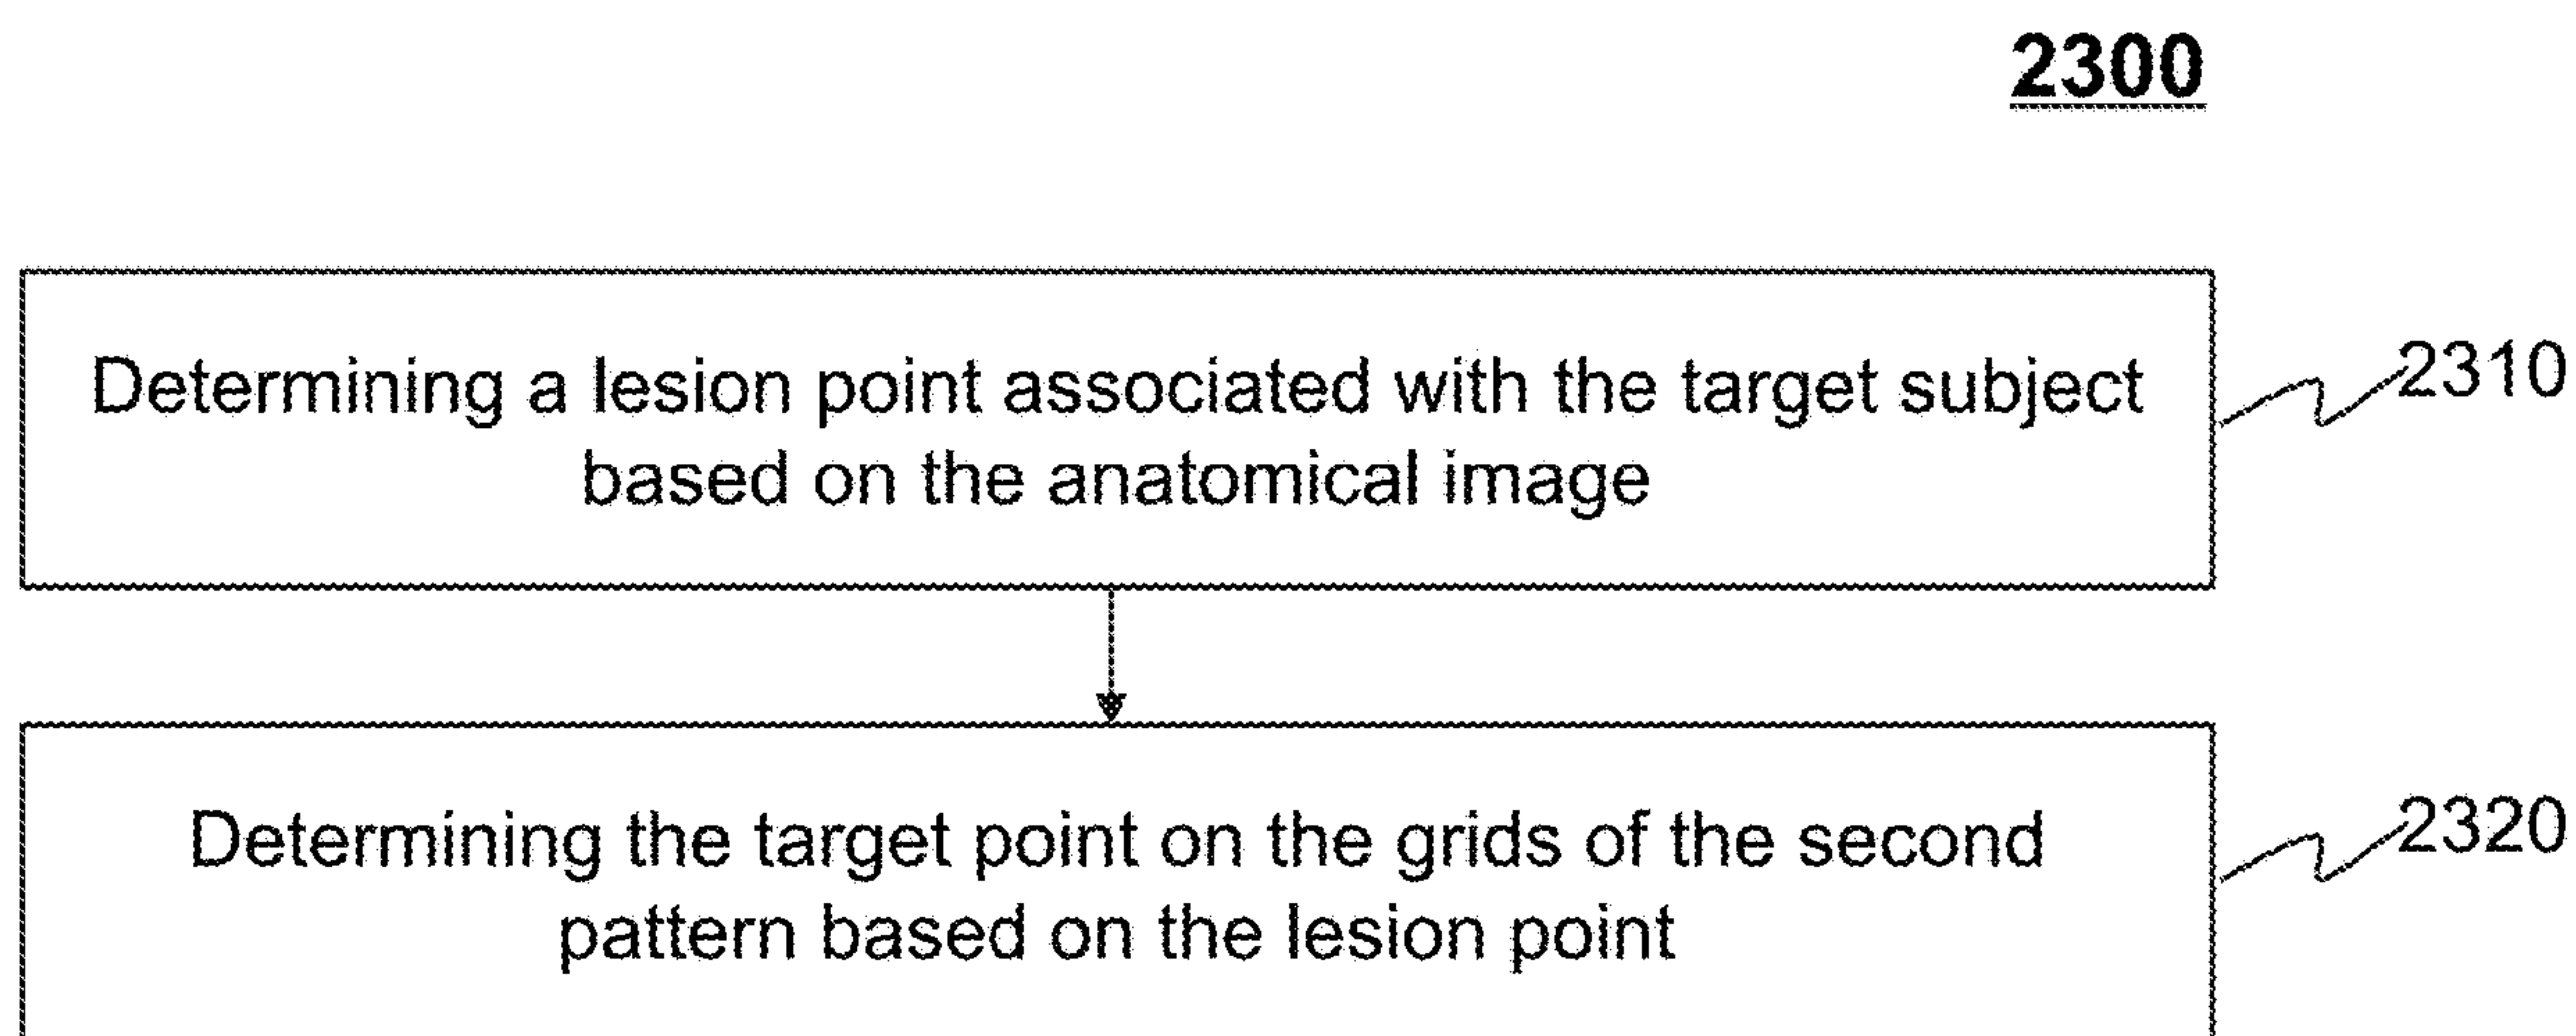 2300
Determining a lesion point associated with the target subject
based on the anatomical image
2310
Determining the target point on the grids of the second
pattern based on the lesion point
2320